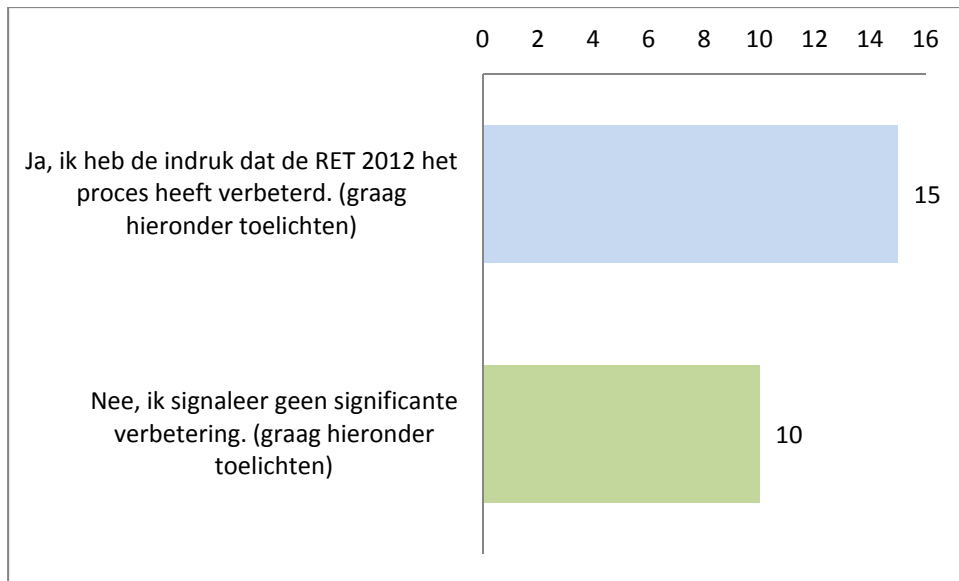 0 2 4 6 8 10 12 14 16
Ja, ik heb de indruk dat de RET 2012 het
proces heeft verbeterd. (graag
hieronder toelichten)
15
Nee, ik signaleer geen significante
verbetering. (graag hieronder
toelichten)
10